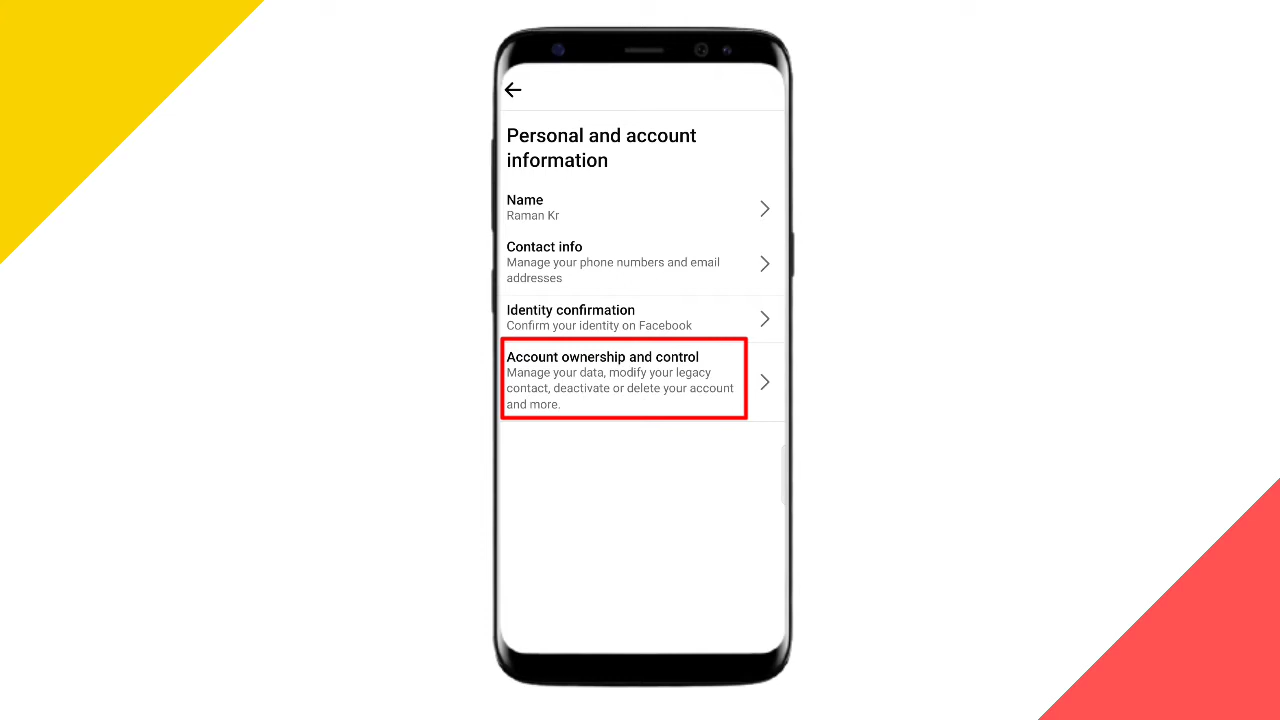 Personal and account
information
Name
Raman Kr
Contact info
Manage your phone numbers and email
addresses
Identity confirmation
Confirm your identity on Facebook
Account ownership and control
Manage your data, modify your legacy
contact, deactivate or delete your account
and more.